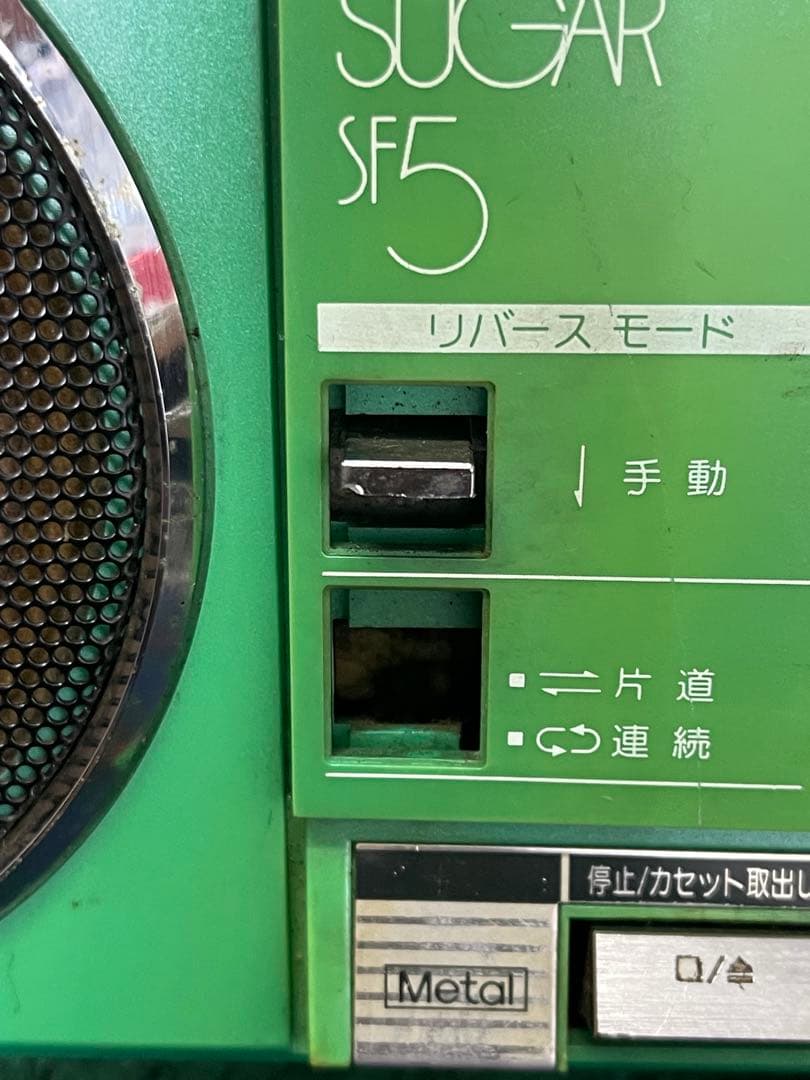 SUGAR
SF5
リバース モード
↓ 手動
⇌ 片道
連続
停止/カセット取出し
Metal